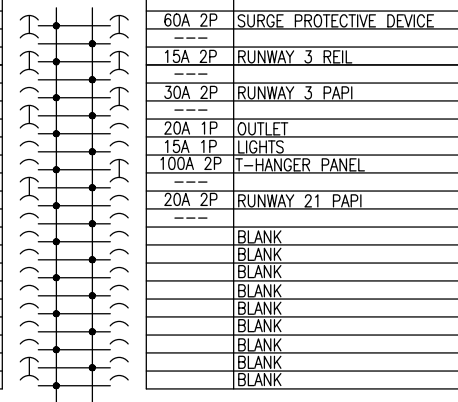 60A 2P SURGE PROTECTIVE DEVICE
---
15A 2P RUNWAY 3 REIL
---
30A 2P RUNWAY 3 PAPI
---
20A 1P OUTLET
15A 1P LIGHTS
100A 2P T-HANGER PANEL
---
20A 2P RUNWAY 21 PAPI
---
BLANK
BLANK
BLANK
BLANK
BLANK
BLANK
BLANK
BLANK
BLANK